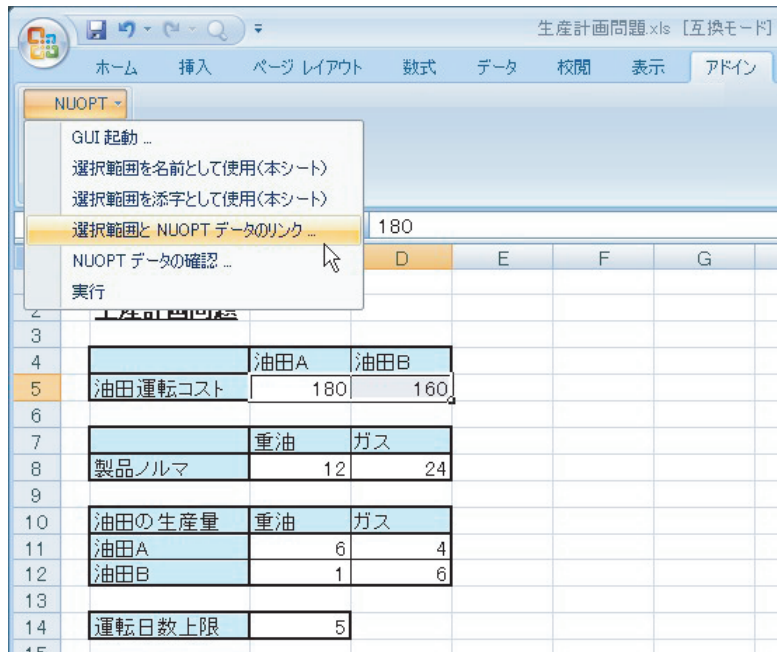 生産計画問題.xls [互換モード]
ホーム 挿入 ページ レイアウト 数式 データ 校閲 表示 アドイン
NUOPT
GUI 起動 ...
選択範囲を名前として使用(本シート)
選択範囲を添字として使用(本シート)
選択範囲と NUOPT データのリンク ...
NUOPT データの確認 ...
実行
180
D E F G
2 生産計画問題
3
4 油田A 油田B
5 油田運転コスト 180 160
6
7 重油 ガス
8 製品ノルマ 12 24
9
10 油田の生産量 重油 ガス
11 油田A 6 4
12 油田B 1 6
13
14 運転日数上限 5
15